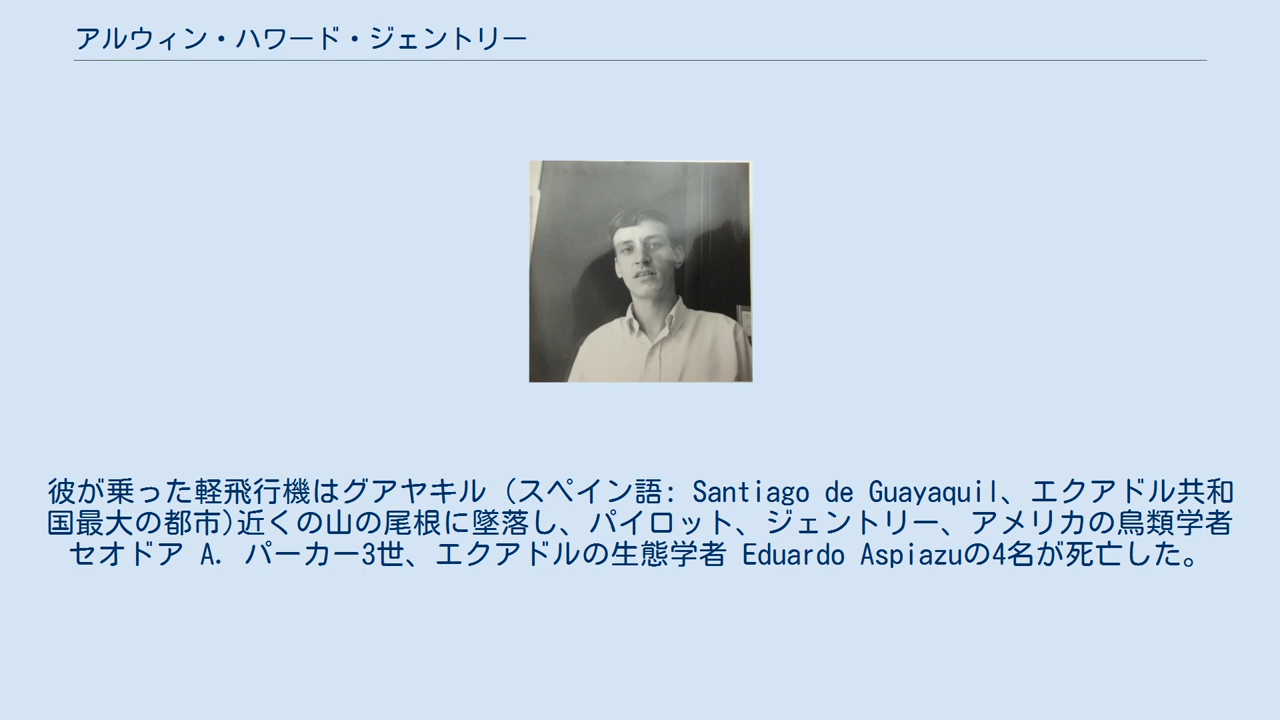 アルウィン・ハワード・ジェントリー
彼が乗った軽飛行機はグアヤキル (スペイン語: Santiago de Guayaquil、エクアドル共和
国最大の都市)近くの山の尾根に墜落し、パイロット、ジェントリー、アメリカの鳥類学者
セオドア A. パーカー3世、エクアドルの生態学者 Eduardo Aspiazuの4名が死亡した。